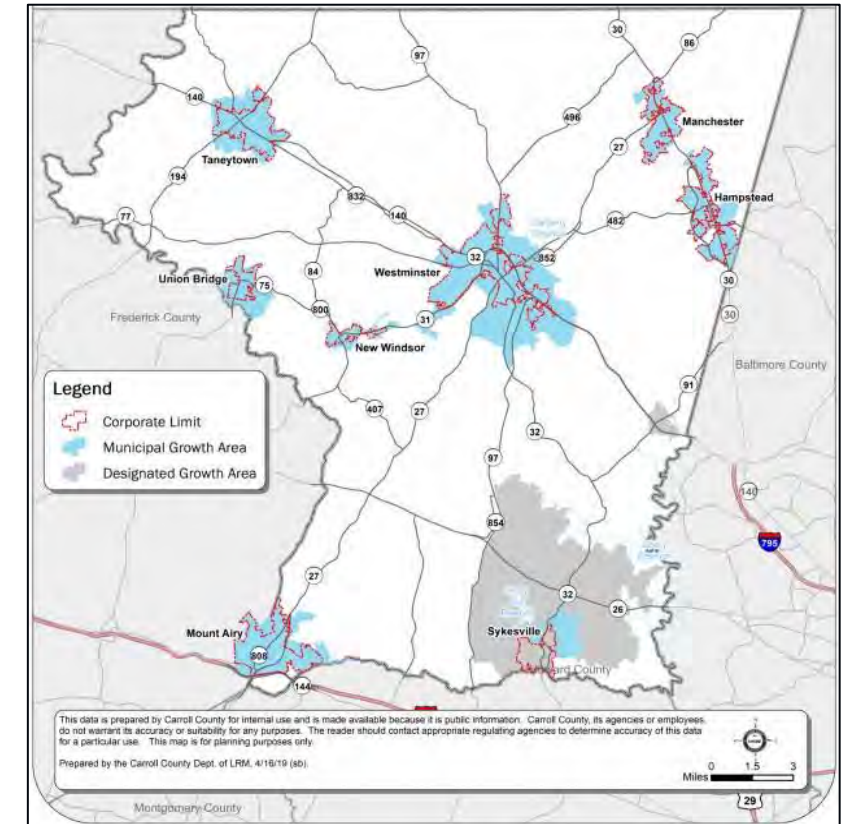 30
86
97
140
496
Manchester
27
Taneytown
194
832
Hampstead
140
482
77
32
852
Westminster
84
Union Bridge
75
30
Frederick County
800
31
30
New Windsor
Baltimore County
91
Legend
Corporate Limit
Municipal Growth Area
Designated Growth Area
407
27
32
97
140
854
795
27
32
26
Mount Airy
Sykesville
808
144
This data is prepared by Carroll County for internal use and is made available because it is public information. Carroll County, its agencies or employees,
do not warrant its accuracy or suitability for any purposes. The reader should contact appropriate regulating agencies to determine accuracy of this data
for a particular use. This map is for planning purposes only.
Prepared by the Carroll County Dept. of LRM, 4/16/19 (sb).
0 1.5 3
Miles
29
Montgomery County